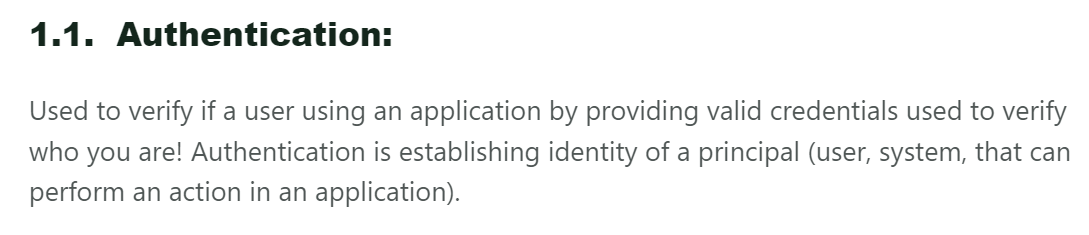 1.1. Authentication:
Used to verify if a user using an application by providing valid credentials used to verify
who you are! Authentication is establishing identity of a principal (user, system, that can
perform an action in an application).